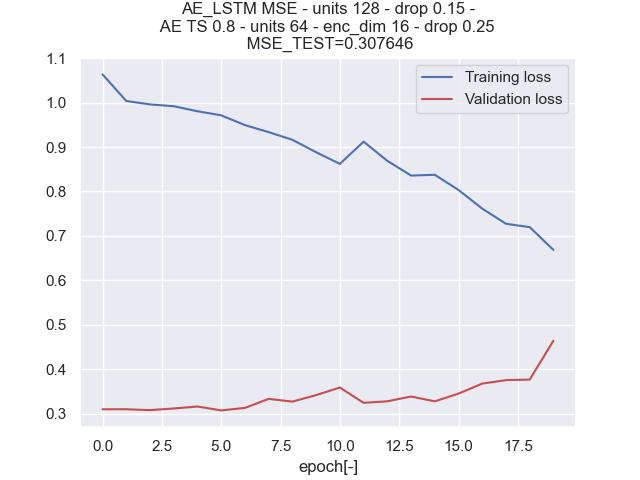 AE_LSTM MSE - units 128 - drop 0.15 -
AE TS 0.8 - units 64 - enc_dim 16 - drop 0.25
MSE_TEST=0.307646
Training loss
Validation loss
1.1
1.0
0.9
0.8
0.7
0.6
0.5
0.4
0.3
0.0 2.5 5.0 7.5 10.0 12.5 15.0 17.5
epoch[-]